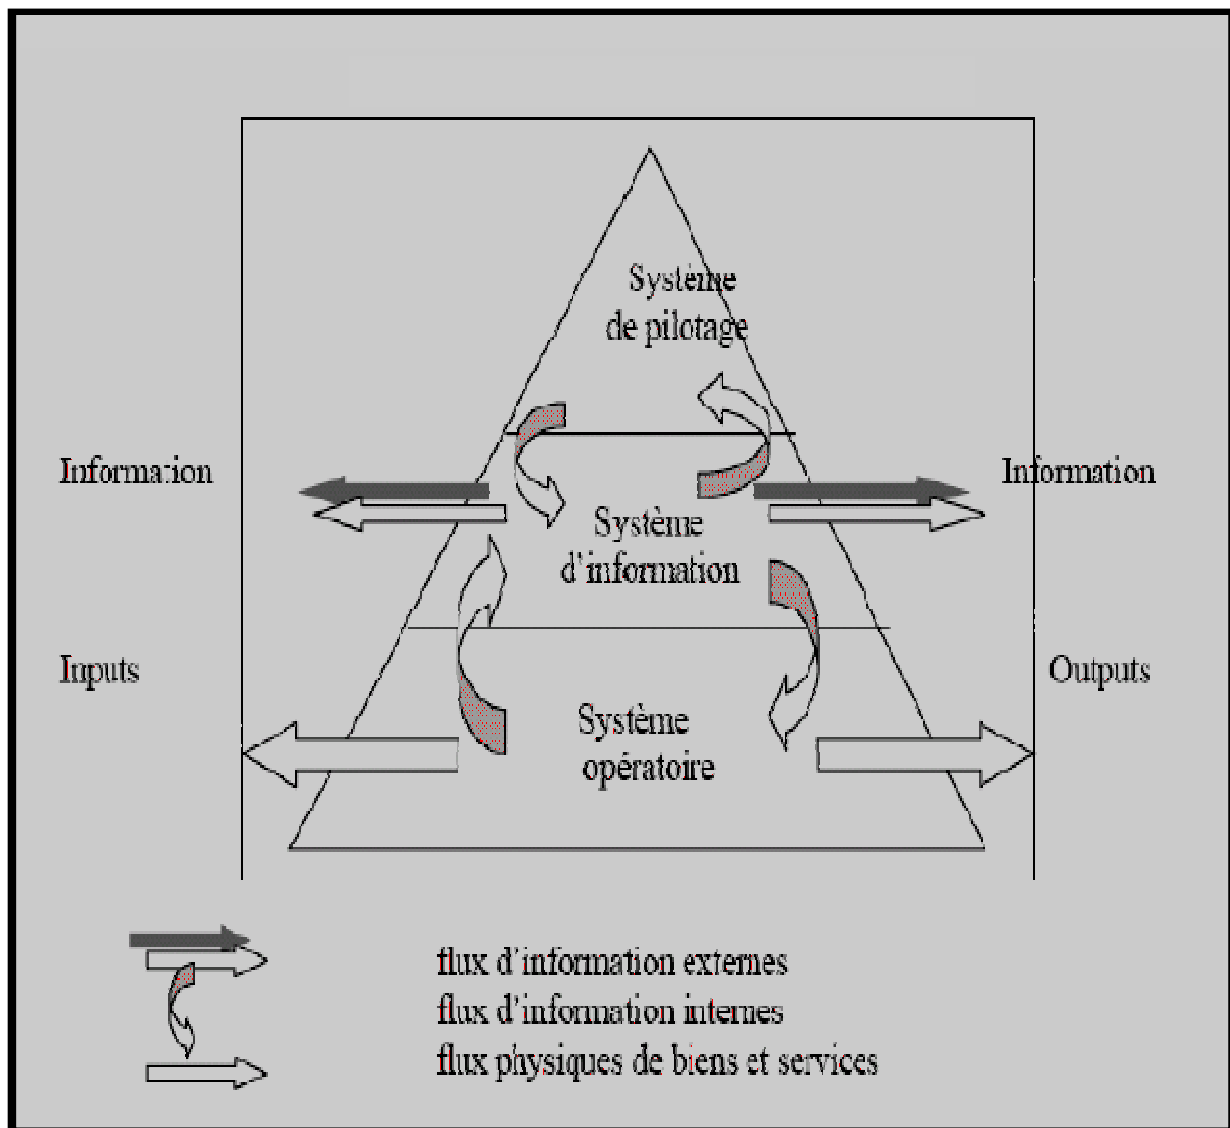 Système
de pilotage
Information
Information
Système
d'information
Inputs
Outputs
Système
opératoire
flux d'information externes
flux d'information internes
flux physiques de biens et services